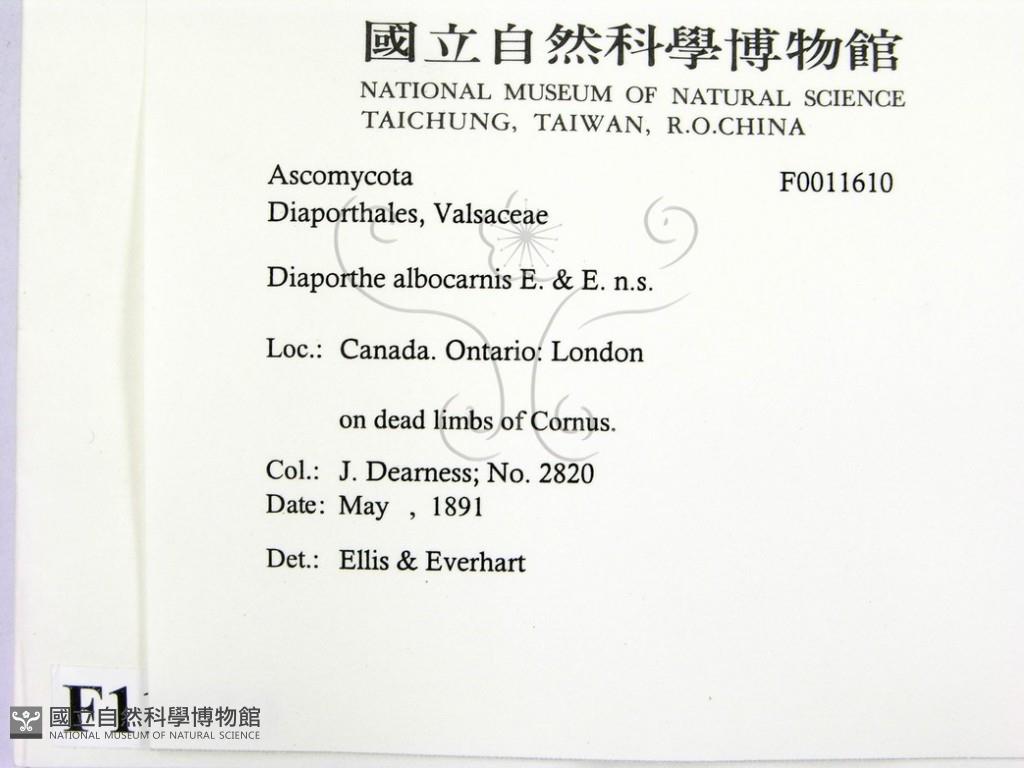 國立自然科學博物館
NATIONAL MUSEUM OF NATURAL SCIENCE
TAICHUNG, TAIWAN, R.O.CHINA
Ascomycota F0011610
Diaporthales, Valsaceae
Diaporthe albocarnis E. & E. n.s.
Loc.: Canada. Ontario: London
on dead limbs of Cornus.
Col.: J. Dearness; No. 2820
Date: May , 1891
Det.: Ellis & Everhart
F1
國立自然科學博物館
NATIONAL MUSEUM OF NATURAL SCIENCE